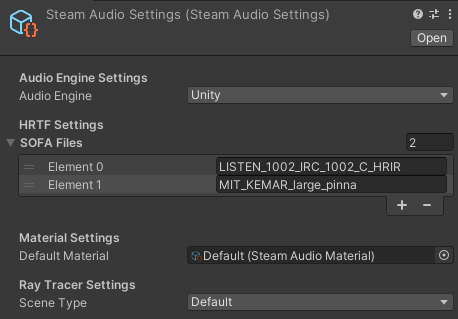 Steam Audio Settings (Steam Audio Settings)
Open
Audio Engine Settings
Audio Engine Unity
HRTF Settings
SOFA Files 2
Element 0 LISTEN_1002_IRC_1002_C_HRIR
Element 1 MIT_KEMAR_large_pinna
Material Settings
Default Material Default (Steam Audio Material)
Ray Tracer Settings
Scene Type Default